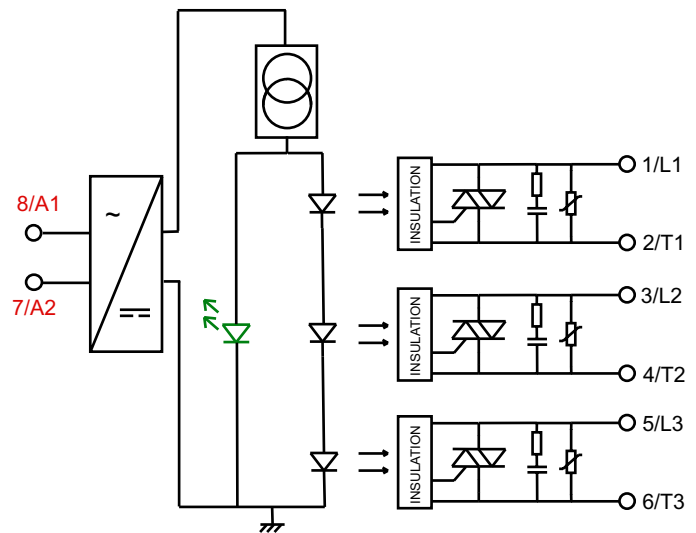 8/A1
~
7/A2
INSULATION
1/L1
2/T1
INSULATION
3/L2
4/T2
INSULATION
5/L3
6/T3